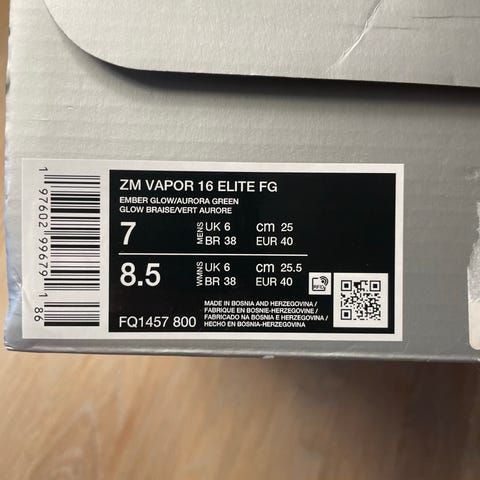 ZM VAPOR 16 ELITE FG
EMBER GLOW/AURORA GREEN
GLOW BRAISE/VERT AURORE
7 MENS UK 6 cm 25
BR 38 EUR 40
8.5 WMNS UK 6 cm 25.5
BR 38 EUR 40
RFID
MADE IN BOSNIA AND HERZEGOVINA /
FABRIQUE EN BOSNIE-HERZEGOVINE /
FABRICADO NA BOSNIA E HERZEGOVINA /
HECHO EN BOSNIA-HERZEGOVINA
FQ1457 800
1 97602 99679 1 86